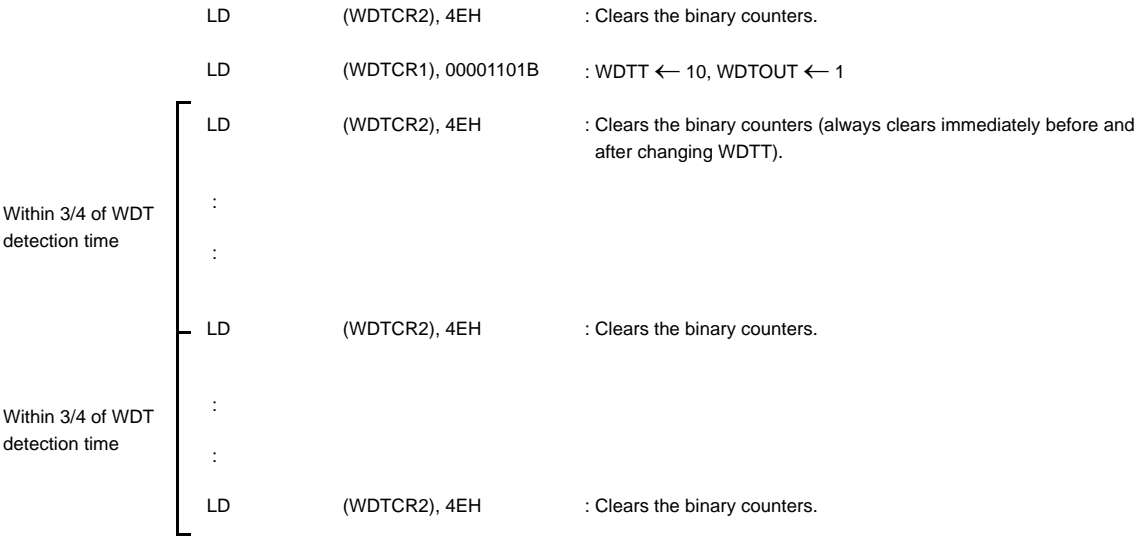 LD (WDTCR2), 4EH : Clears the binary counters.
LD (WDTCR1), 00001101B : WDTT ← 10, WDTOUT ← 1
LD (WDTCR2), 4EH : Clears the binary counters (always clears immediately before and
after changing WDTT).
Within 3/4 of WDT
detection time
:
:
LD (WDTCR2), 4EH : Clears the binary counters.
Within 3/4 of WDT
detection time
:
:
LD (WDTCR2), 4EH : Clears the binary counters.